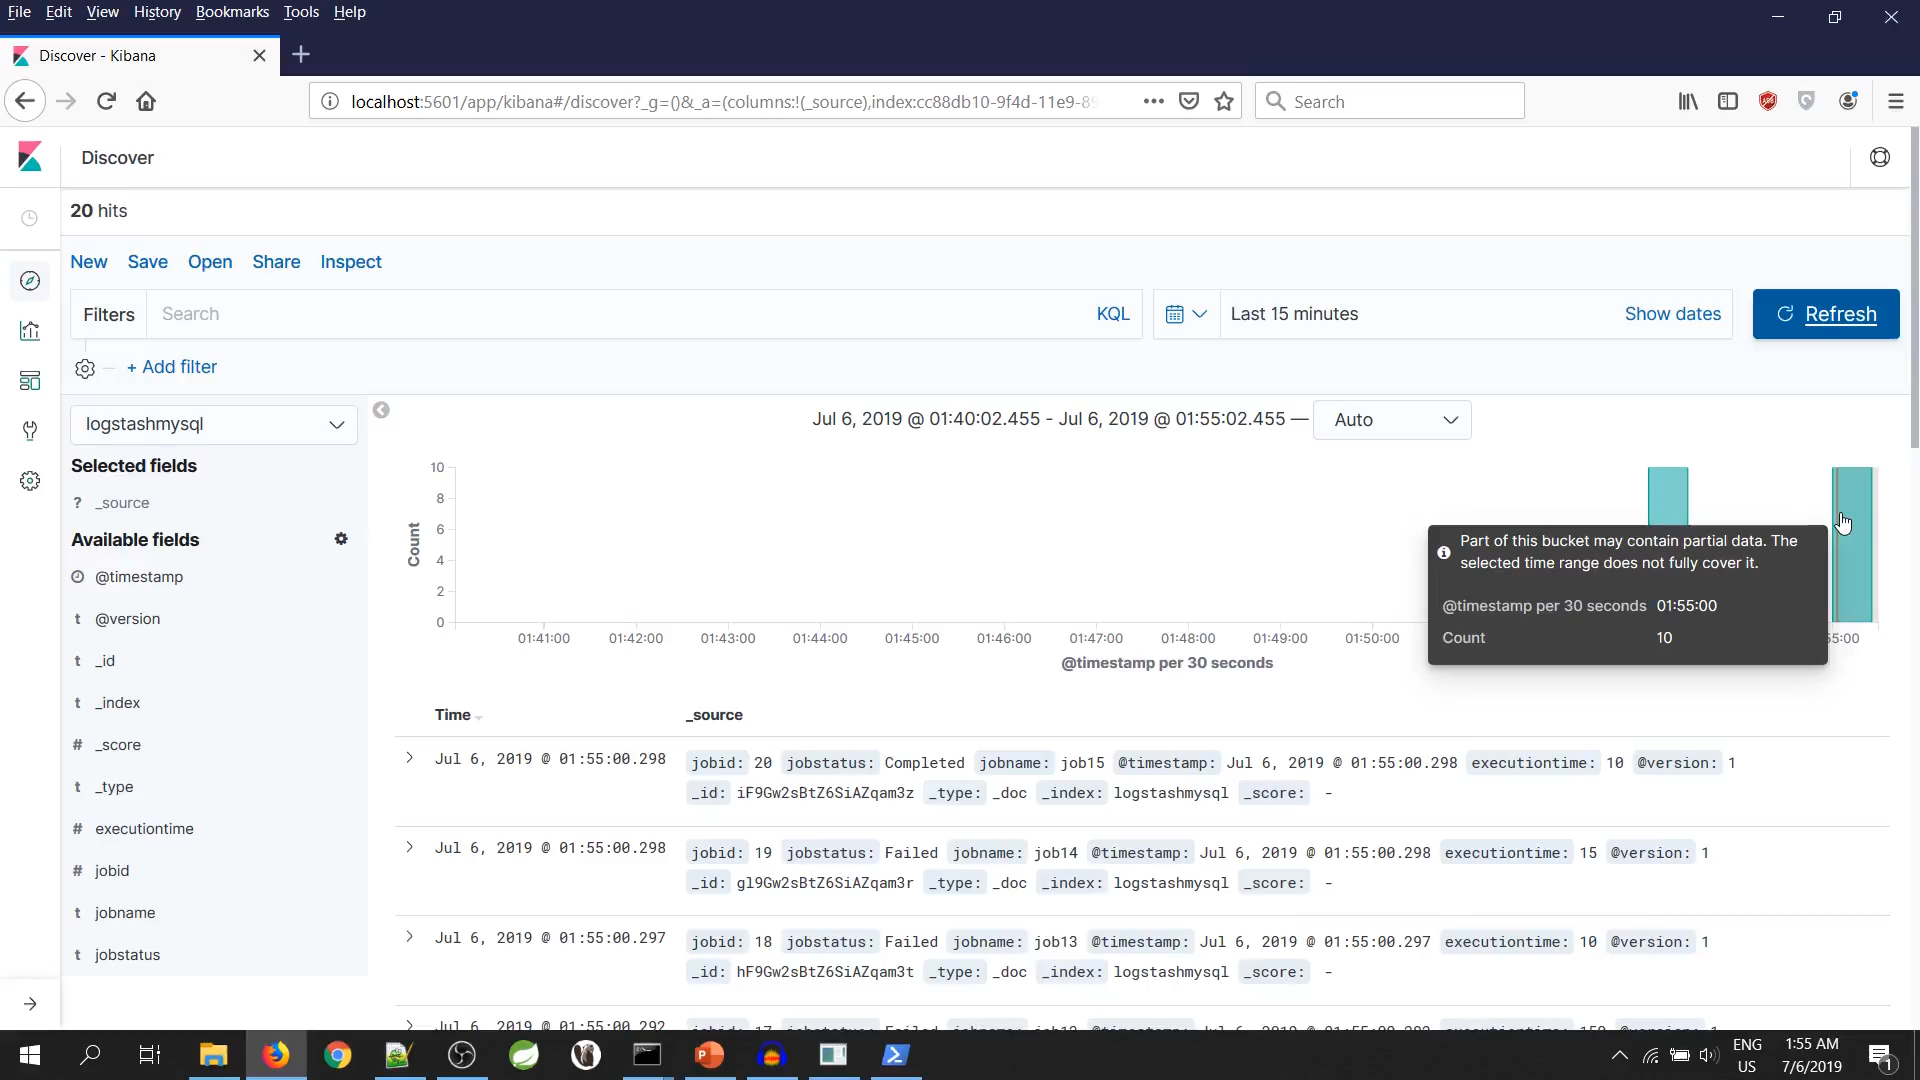 File Edit View History Bookmarks Tools Help
Discover - Kibana
localhost:5601/app/kibana#/discover?_g=()&_a=(columns:!(_source),index:cc88db10-9f4d-11e9-89
Search
Discover
20 hits
New Save Open Share Inspect
Filters Search KQL Last 15 minutes Show dates Refresh
+ Add filter
logstashmysql
Jul 6, 2019 @ 01:40:02.455 - Jul 6, 2019 @ 01:55:02.455 — Auto
Selected fields
? _source
Available fields
@timestamp
t @version
t _id
t _index
# _score
t _type
# executiontime
# jobid
t jobname
t jobstatus
Count
10
8
6
4
2
0
01:41:00 01:42:00 01:43:00 01:44:00 01:45:00 01:46:00 01:47:00 01:48:00 01:49:00 01:50:00 55:00
@timestamp per 30 seconds
Part of this bucket may contain partial data. The
selected time range does not fully cover it.
@timestamp per 30 seconds 01:55:00
Count 10
Time _source
Jul 6, 2019 @ 01:55:00.298 jobid: 20 jobstatus: Completed jobname: job15 @timestamp: Jul 6, 2019 @ 01:55:00.298 executiontime: 10 @version: 1
_id: iF9Gw2sBtZ6SiAZqam3z _type: _doc _index: logstashmysql _score: -
Jul 6, 2019 @ 01:55:00.298 jobid: 19 jobstatus: Failed jobname: job14 @timestamp: Jul 6, 2019 @ 01:55:00.298 executiontime: 15 @version: 1
_id: gl9Gw2sBtZ6SiAZqam3r _type: _doc _index: logstashmysql _score: -
Jul 6, 2019 @ 01:55:00.297 jobid: 18 jobstatus: Failed jobname: job13 @timestamp: Jul 6, 2019 @ 01:55:00.297 executiontime: 10 @version: 1
_id: hF9Gw2sBtZ6SiAZqam3t _type: _doc _index: logstashmysql _score: -
Jul 6, 2019 @ 01:55:00.292
ENG
US
1:55 AM
7/6/2019
1